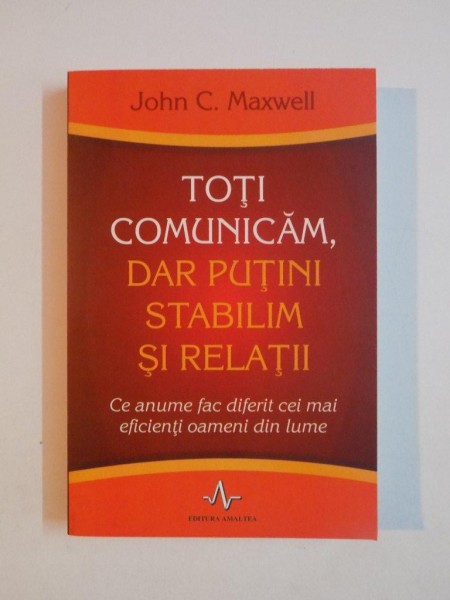 John C. Maxwell
TOŢI
COMUNICĂM,
DAR PUŢINI
STABILIM
ŞI RELAŢII
Ce anume fac diferit cei mai
eficienţi oameni din lume
EDITURA AMALTEA